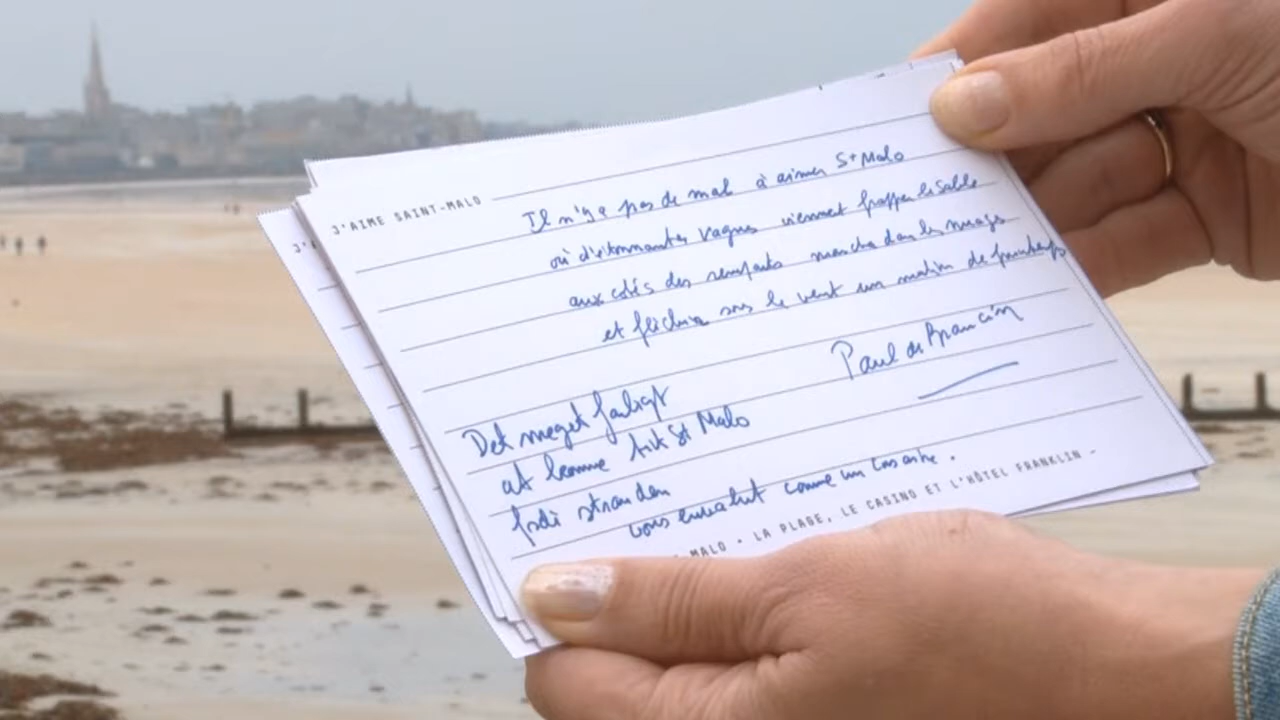 J'AIME SAINT-MALO
Il n'y a pas de mal à aimer St Malo
où d'étonnantes vagues viennent frapper le sable
aux côtés des remparts marcher dans les nuages
et fléchir sous le vent un matin de printemps
Paul de
Det meget farligt
at komme til St Malo
fordi stranden
vous envahit comme un
MALO • LA PLAGE, LE CASINO ET L'HÔTEL FRANKLIN -